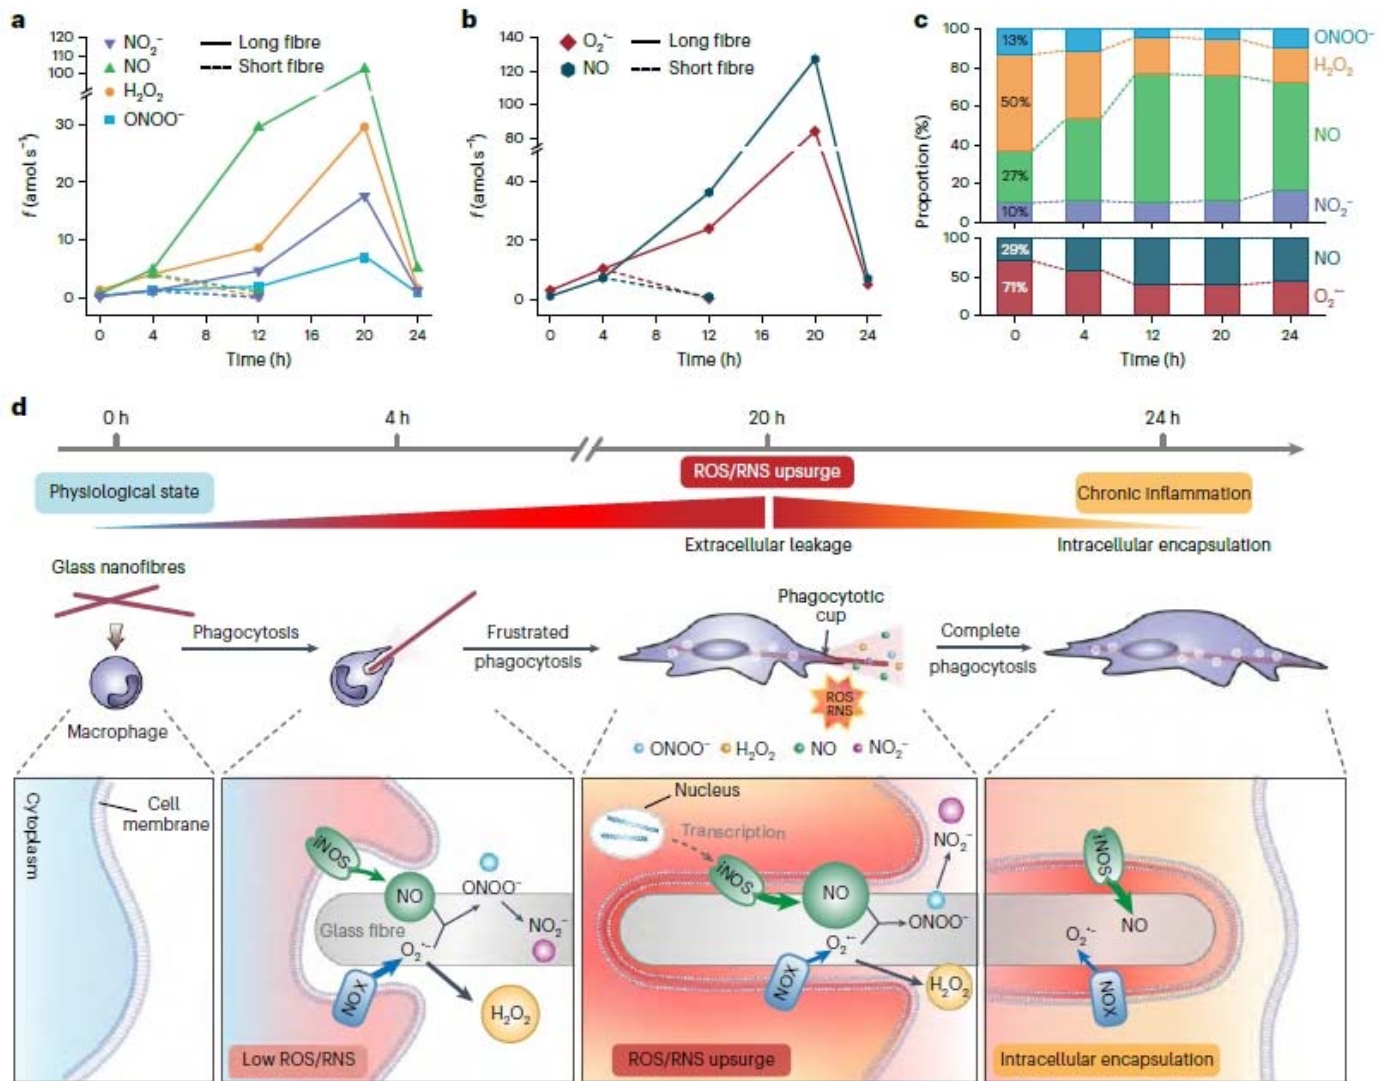 a
120
110
100
30
20
10
0
f (amol s⁻¹)
NO₂⁻
NO
H₂O₂
ONOO⁻
Long fibre
Short fibre
0 4 8 12 16 20 24
Time (h)
b
140
120
100
80
40
20
0
f (amol s⁻¹)
O₂•⁻
NO
Long fibre
Short fibre
0 4 8 12 16 20 24
Time (h)
c
Proportion (%)
100
80
60
40
20
0
13%
50%
27%
10%
ONOO⁻
H₂O₂
NO
NO₂⁻
100
50
0
29%
71%
NO
O₂•⁻
0 4 12 20 24
Time (h)
d
0 h 4 h 20 h 24 h
Physiological state
ROS/RNS upsurge
Chronic inflammation
Extracellular leakage
Intracellular encapsulation
Glass nanofibres
Phagocytosis
Frustrated
phagocytosis
Phagocytotic
cup
Complete
phagocytosis
ROS
RNS
Macrophage
ONOO⁻ H₂O₂ NO NO₂⁻
Cytoplasm
Cell
membrane
iNOS
NO
ONOO⁻
NO₂⁻
Glass fibre
O₂•⁻
NOX
H₂O₂
Low ROS/RNS
Nucleus
Transcription
iNOS
NO
NO₂⁻
ONOO⁻
O₂•⁻
NOX
H₂O₂
ROS/RNS upsurge
iNOS
NO
O₂•⁻
NOX
Intracellular encapsulation